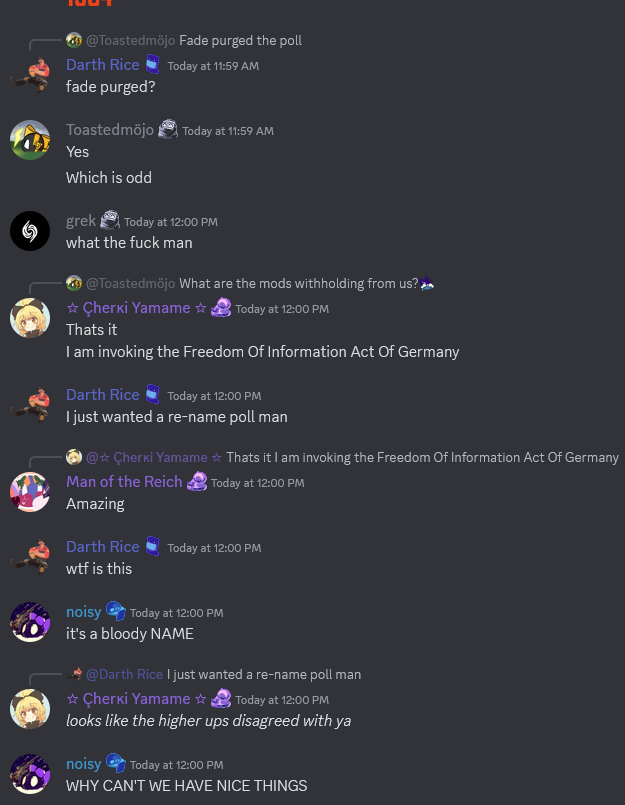 @Toastedmöjo Fade purged the poll
Darth Rice Today at 11:59 AM
fade purged?
Toastedmöjo Today at 11:59 AM
Yes
Which is odd
grek Today at 12:00 PM
what the fuck man
@Toastedmöjo What are the mods withholding from us?
☆ Çherкi Yamame ☆ Today at 12:00 PM
Thats it
I am invoking the Freedom Of Information Act Of Germany
Darth Rice Today at 12:00 PM
I just wanted a re-name poll man
@☆ Çherкi Yamame ☆ Thats it I am invoking the Freedom Of Information Act Of Germany
Man of the Reich Today at 12:00 PM
Amazing
Darth Rice Today at 12:00 PM
wtf is this
noisy Today at 12:00 PM
it's a bloody NAME
@Darth Rice I just wanted a re-name poll man
☆ Çherкi Yamame ☆ Today at 12:00 PM
looks like the higher ups disagreed with ya
noisy Today at 12:00 PM
WHY CAN'T WE HAVE NICE THINGS